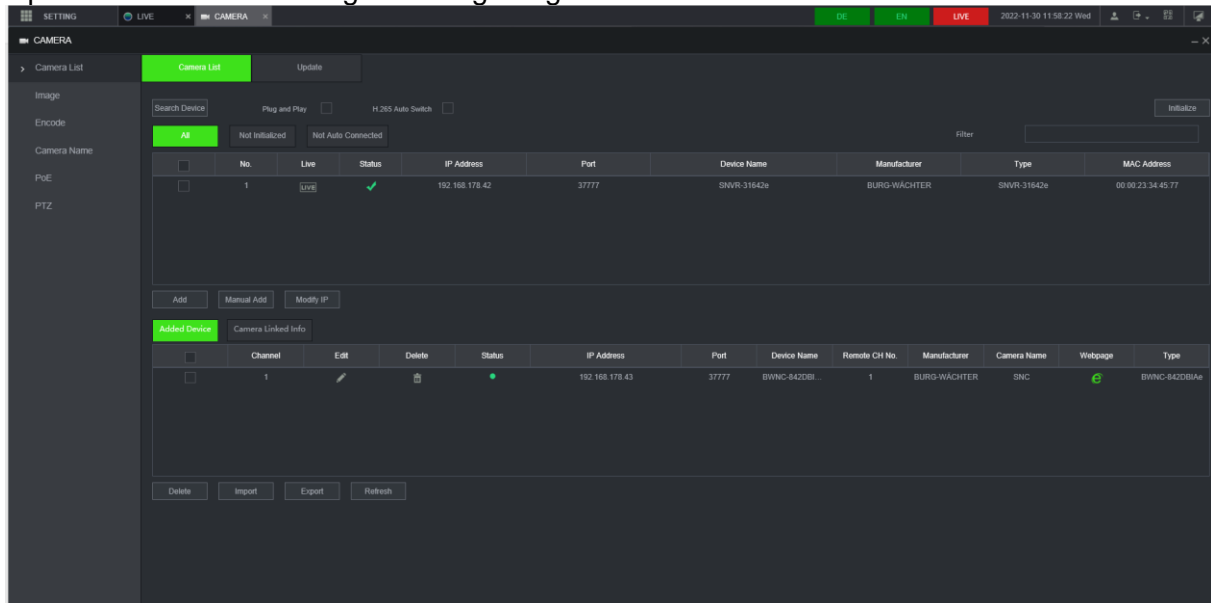 SETTING LIVE × CAMERA × DE EN LIVE 2022-11-30 11:58:22 Wed
CAMERA
Camera List
Image
Encode
Camera Name
PoE
PTZ
Camera List Update
Search Device Plug and Play H.265 Auto Switch Initialize
All Not Initialized Not Auto Connected Filter
No. Live Status IP Address Port Device Name Manufacturer Type MAC Address
1 LIVE 192.168.178.42 37777 SNVR-31642e BURG-WÄCHTER SNVR-31642e 00:00:23:34:45:77
Add Manual Add Modify IP
Added Device Camera Linked Info
Channel Edit Delete Status IP Address Port Device Name Remote CH No. Manufacturer Camera Name Webpage Type
1 192.168.178.43 37777 BWNC-842DBI... 1 BURG-WÄCHTER SNC BWNC-842DBIAe
Delete Import Export Refresh